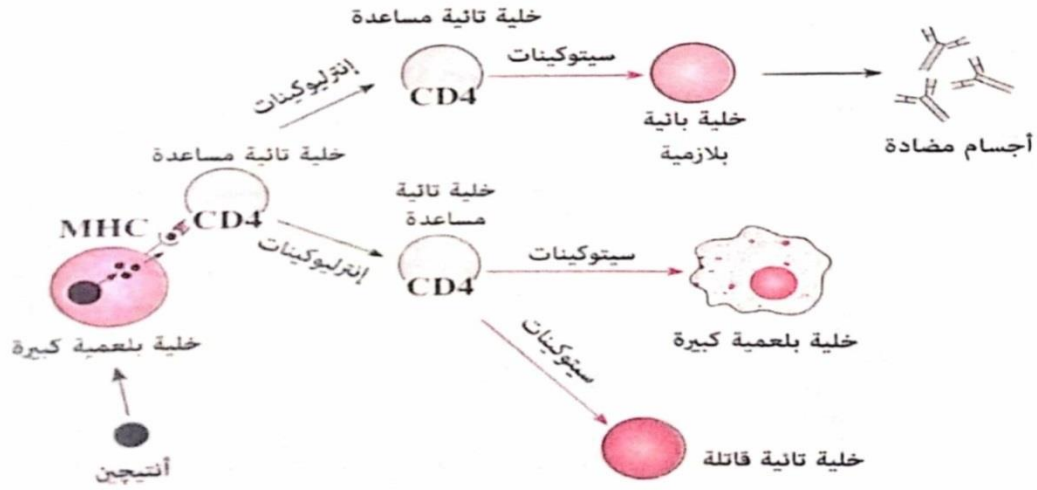 خلية تائية مساعدة
إنترليوكينات
CD4
سيتوكينات
خلية بائية
بلازمية
أجسام مضادة
خلية تائية مساعدة
MHC
CD4
إنترليوكينات
خلية تائية
مساعدة
CD4
سيتوكينات
خلية بلعمية كبيرة
خلية بلعمية كبيرة
سيتوكينات
أنتيچين
خلية تائية قاتلة